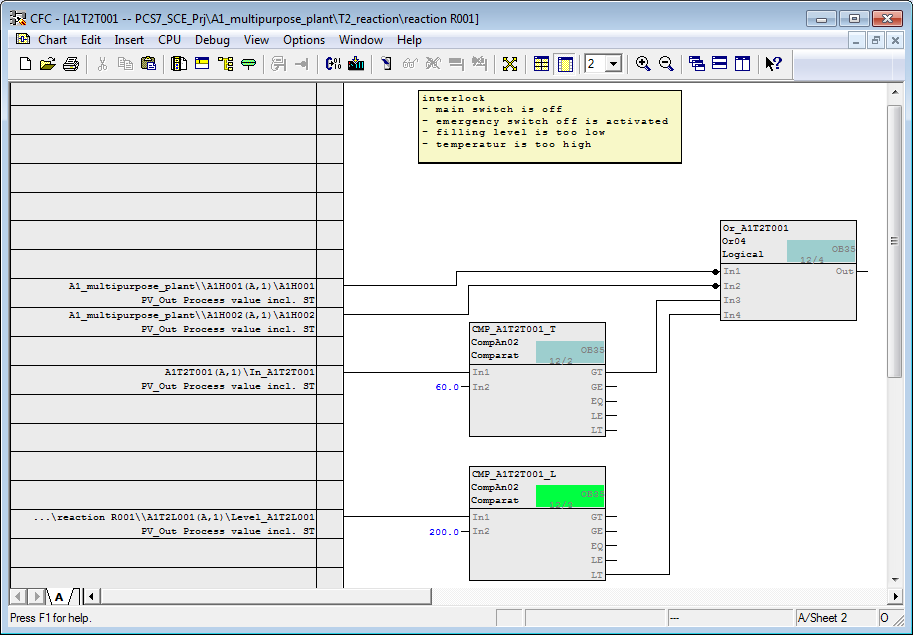 CFC - [A1T2T001 -- PCS7_SCE_Prj\A1_multipurpose_plant\T2_reaction\reaction R001]
Chart Edit Insert CPU Debug View Options Window Help
2
interlock
- main switch is off
- emergency switch off is activated
- filling level is too low
- temperatur is too high
Or_A1T2T001
Or04
Logical
OB35
12/4
In1
Out
In2
In3
In4
A1_multipurpose_plant\\A1H001(A,1)\A1H001
PV_Out Process value incl. ST
A1_multipurpose_plant\\A1H002(A,1)\A1H002
PV_Out Process value incl. ST
A1T2T001(A,1)\In_A1T2T001
PV_Out Process value incl. ST
CMP_A1T2T001_T
CompAn02
Comparat
OB35
12/2
In1
GT
60.0
In2
GE
EQ
LE
LT
...\reaction R001\\A1T2L001(A,1)\Level_A1T2L001
PV_Out Process value incl. ST
CMP_A1T2T001_L
CompAn02
Comparat
OB35
In1
GT
200.0
In2
GE
EQ
LE
LT
A
Press F1 for help.
---
A/Sheet 2
O